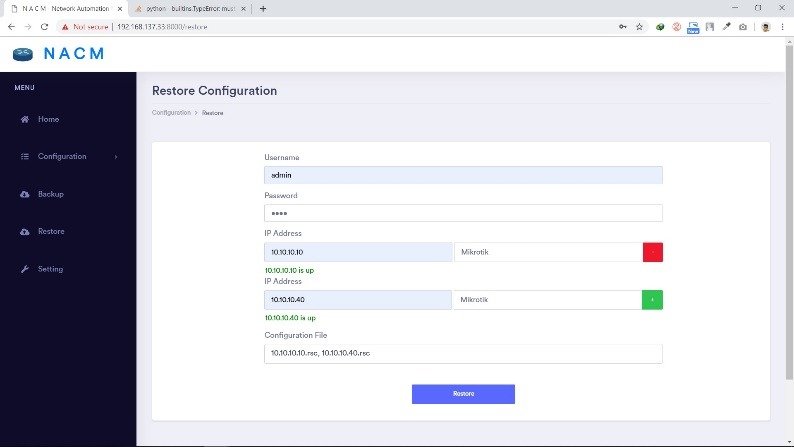 N A C M - Network Automation
python - builtins.TypeError: mus
Not secure | 192.168.137.33:8000/restore
New
N A C M
MENU
Home
Configuration
Backup
Restore
Setting
Restore Configuration
Configuration > Restore
Username
admin
Password
IP Address
10.10.10.10 Mikrotik
10.10.10.10 is up
IP Address
10.10.10.40 Mikrotik +
10.10.10.40 is up
Configuration File
10.10.10.10.rsc, 10.10.10.40.rsc
Restore